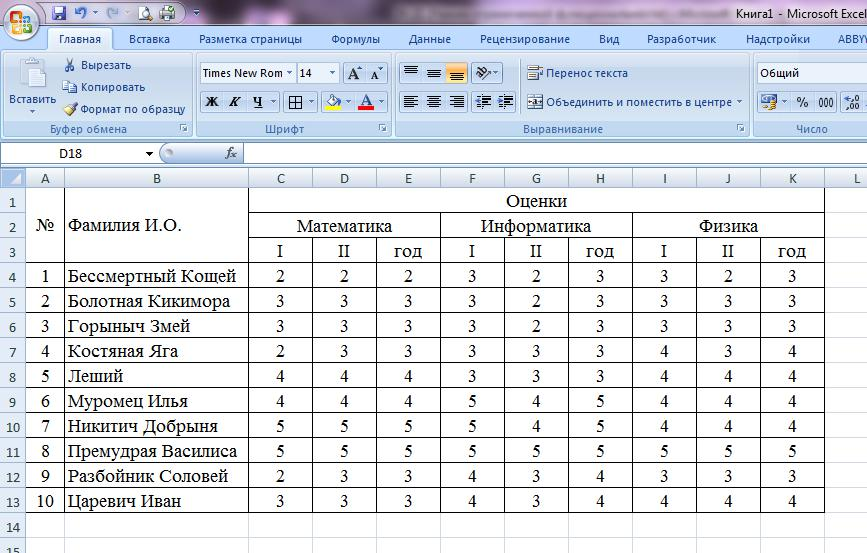 Книга1 - Microsoft Excel
Главная Вставка Разметка страницы Формулы Данные Рецензирование Вид Разработчик Надстройки ABBY
Вставить
Вырезать
Копировать
Формат по образцу
Буфер обмена
Times New Rom 14 A A
Ж К Ч A
Шрифт
Перенос текста
Объединить и поместить в центре
Выравнивание
Общий
% 000 ,00
Число
D18 fx
A B C D E F G H I J K L
1 № Фамилия И.О. Оценки
2 Математика Информатика Физика
3 I II год I II год I II год
4 1 Бессмертный Кощей 2 2 2 3 2 3 3 2 3
5 2 Болотная Кикимора 3 3 3 3 2 3 3 3 3
6 3 Горыныч Змей 3 3 3 3 2 3 3 3 3
7 4 Костяная Яга 2 3 3 3 3 3 4 3 4
8 5 Леший 4 4 4 3 3 3 4 4 4
9 6 Муромец Илья 4 4 4 5 4 5 4 4 4
10 7 Никитич Добрыня 5 5 5 5 4 5 4 4 4
11 8 Премудрая Василиса 5 5 5 5 5 5 5 5 5
12 9 Разбойник Соловей 2 3 3 4 3 4 3 3 3
13 10 Царевич Иван 3 3 3 4 3 4 4 4 4
14
15